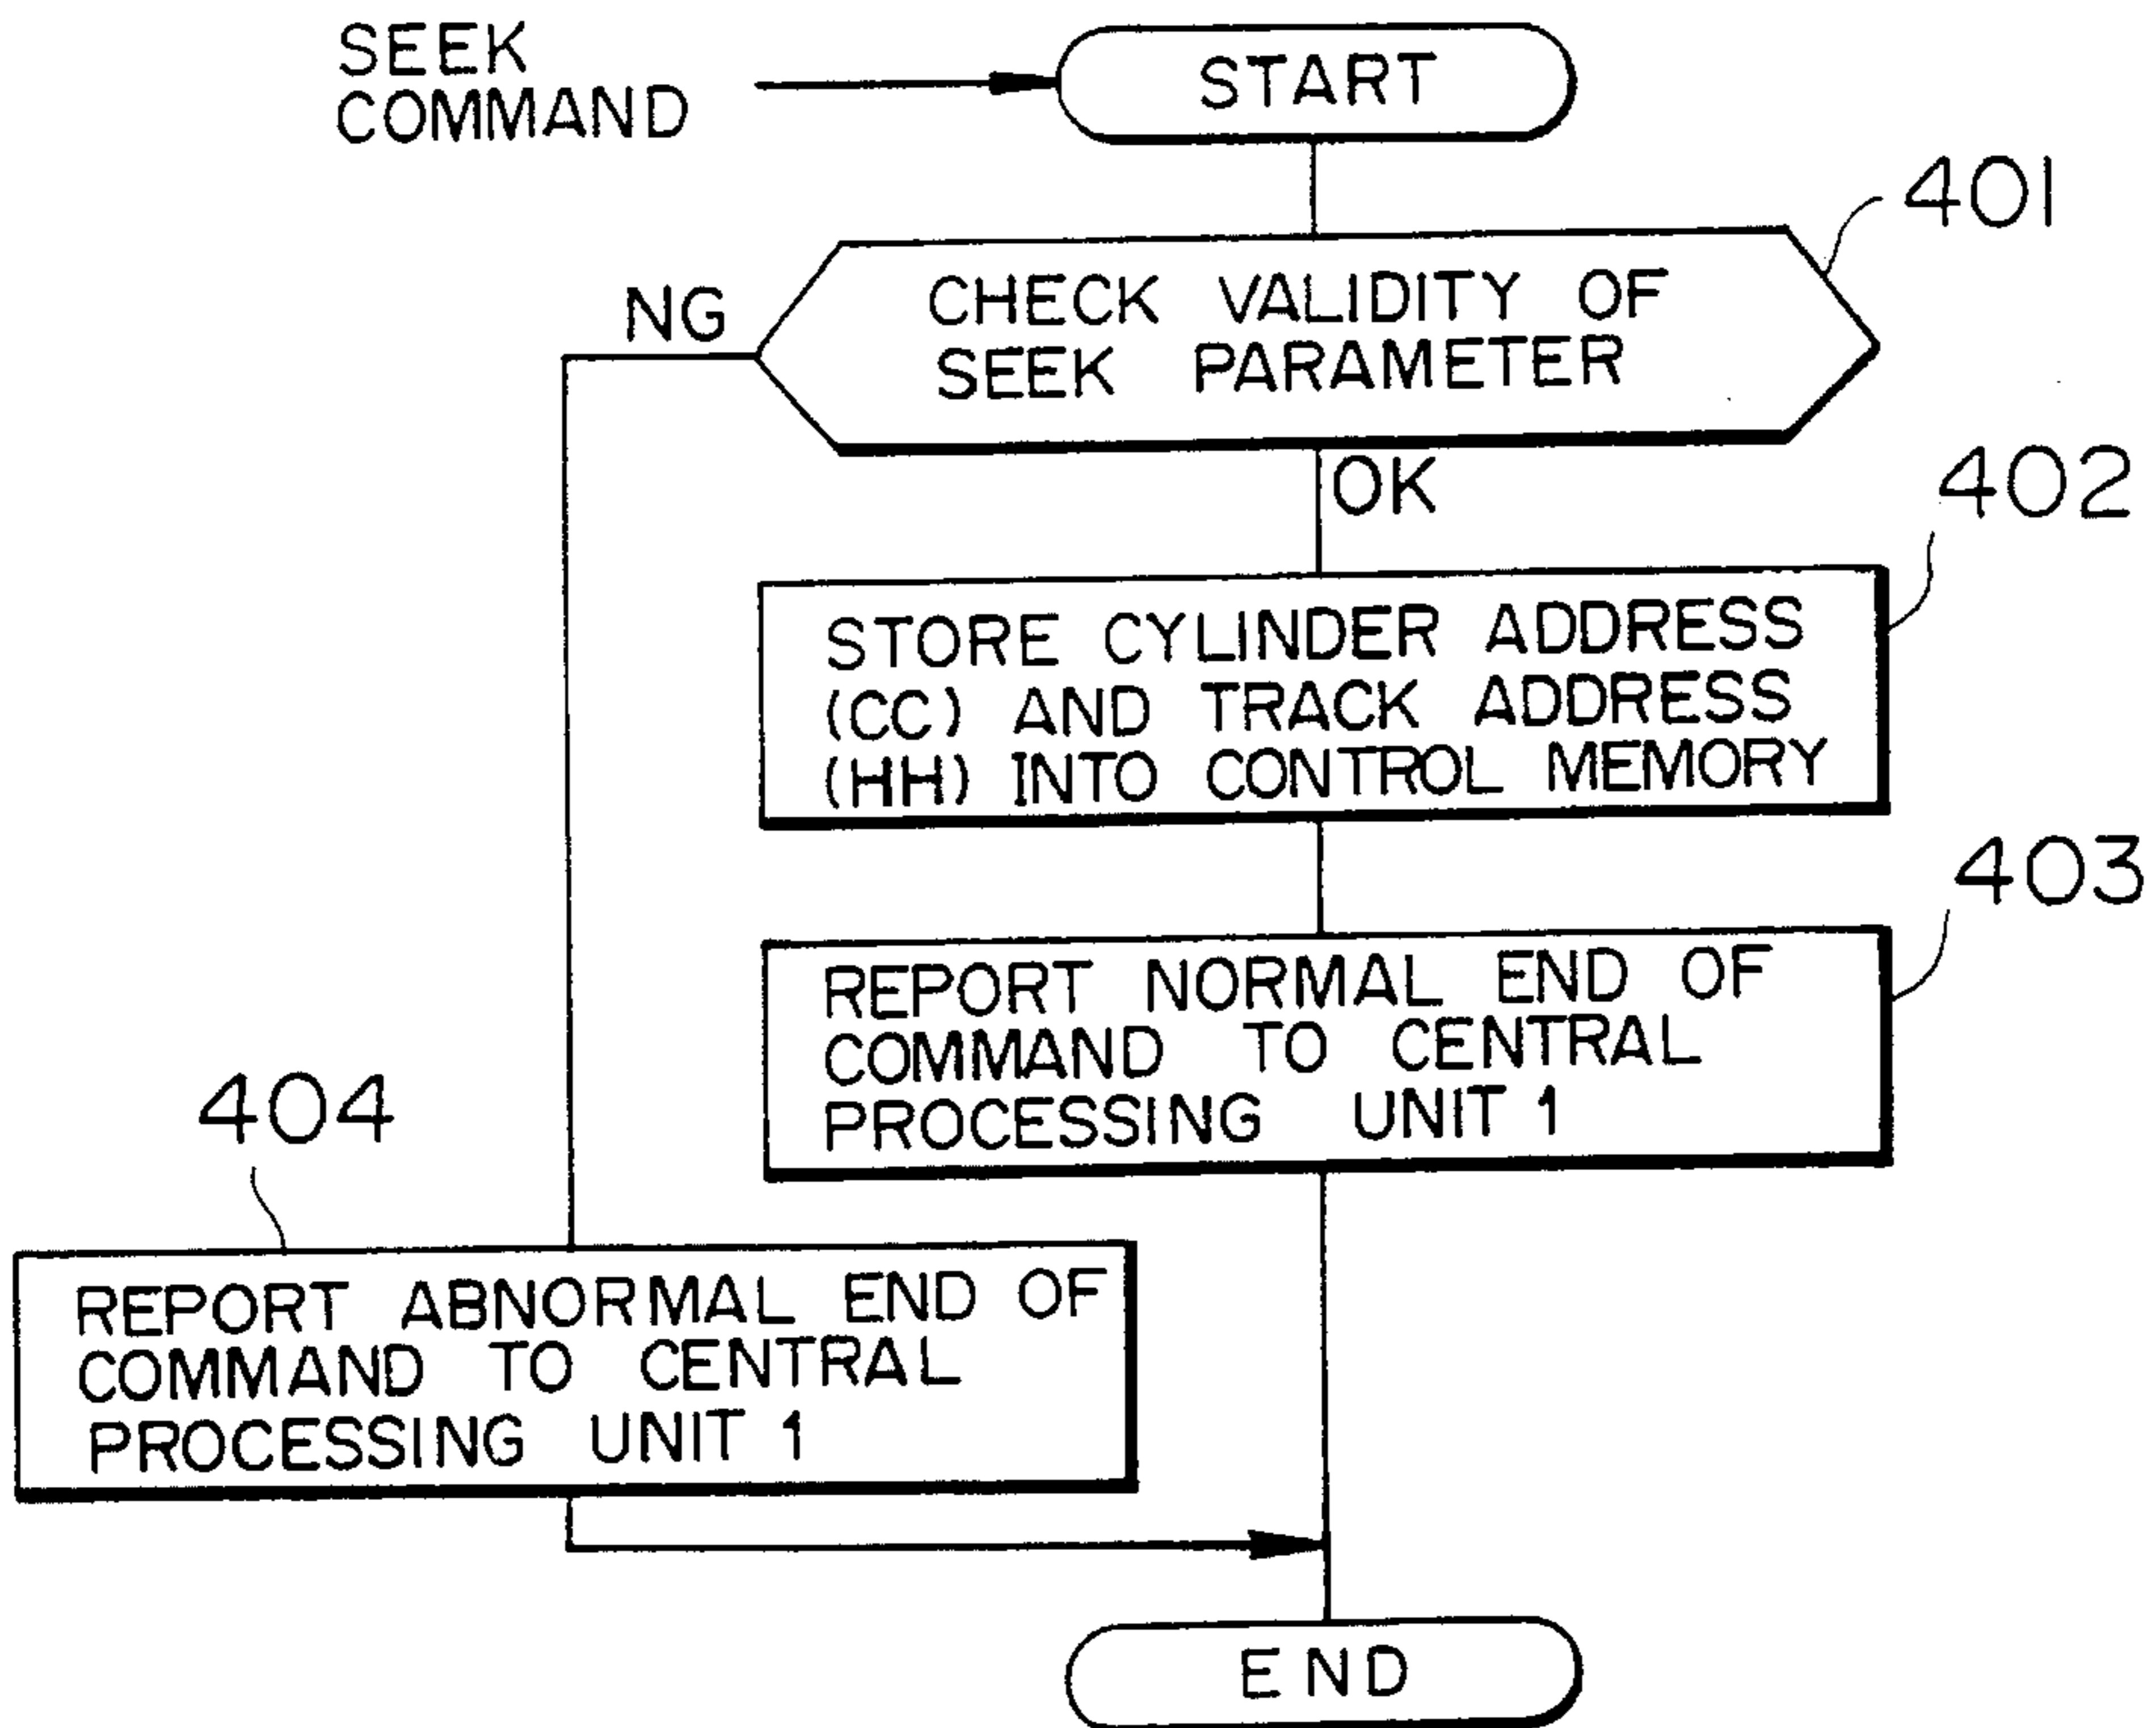 SEEK
COMMAND
START
401
CHECK VALIDITY OF
SEEK PARAMETER
NG
OK
402
STORE CYLINDER ADDRESS
(CC) AND TRACK ADDRESS
(HH) INTO CONTROL MEMORY
403
REPORT NORMAL END OF
COMMAND TO CENTRAL
PROCESSING UNIT 1
404
REPORT ABNORMAL END OF
COMMAND TO CENTRAL
PROCESSING UNIT 1
END